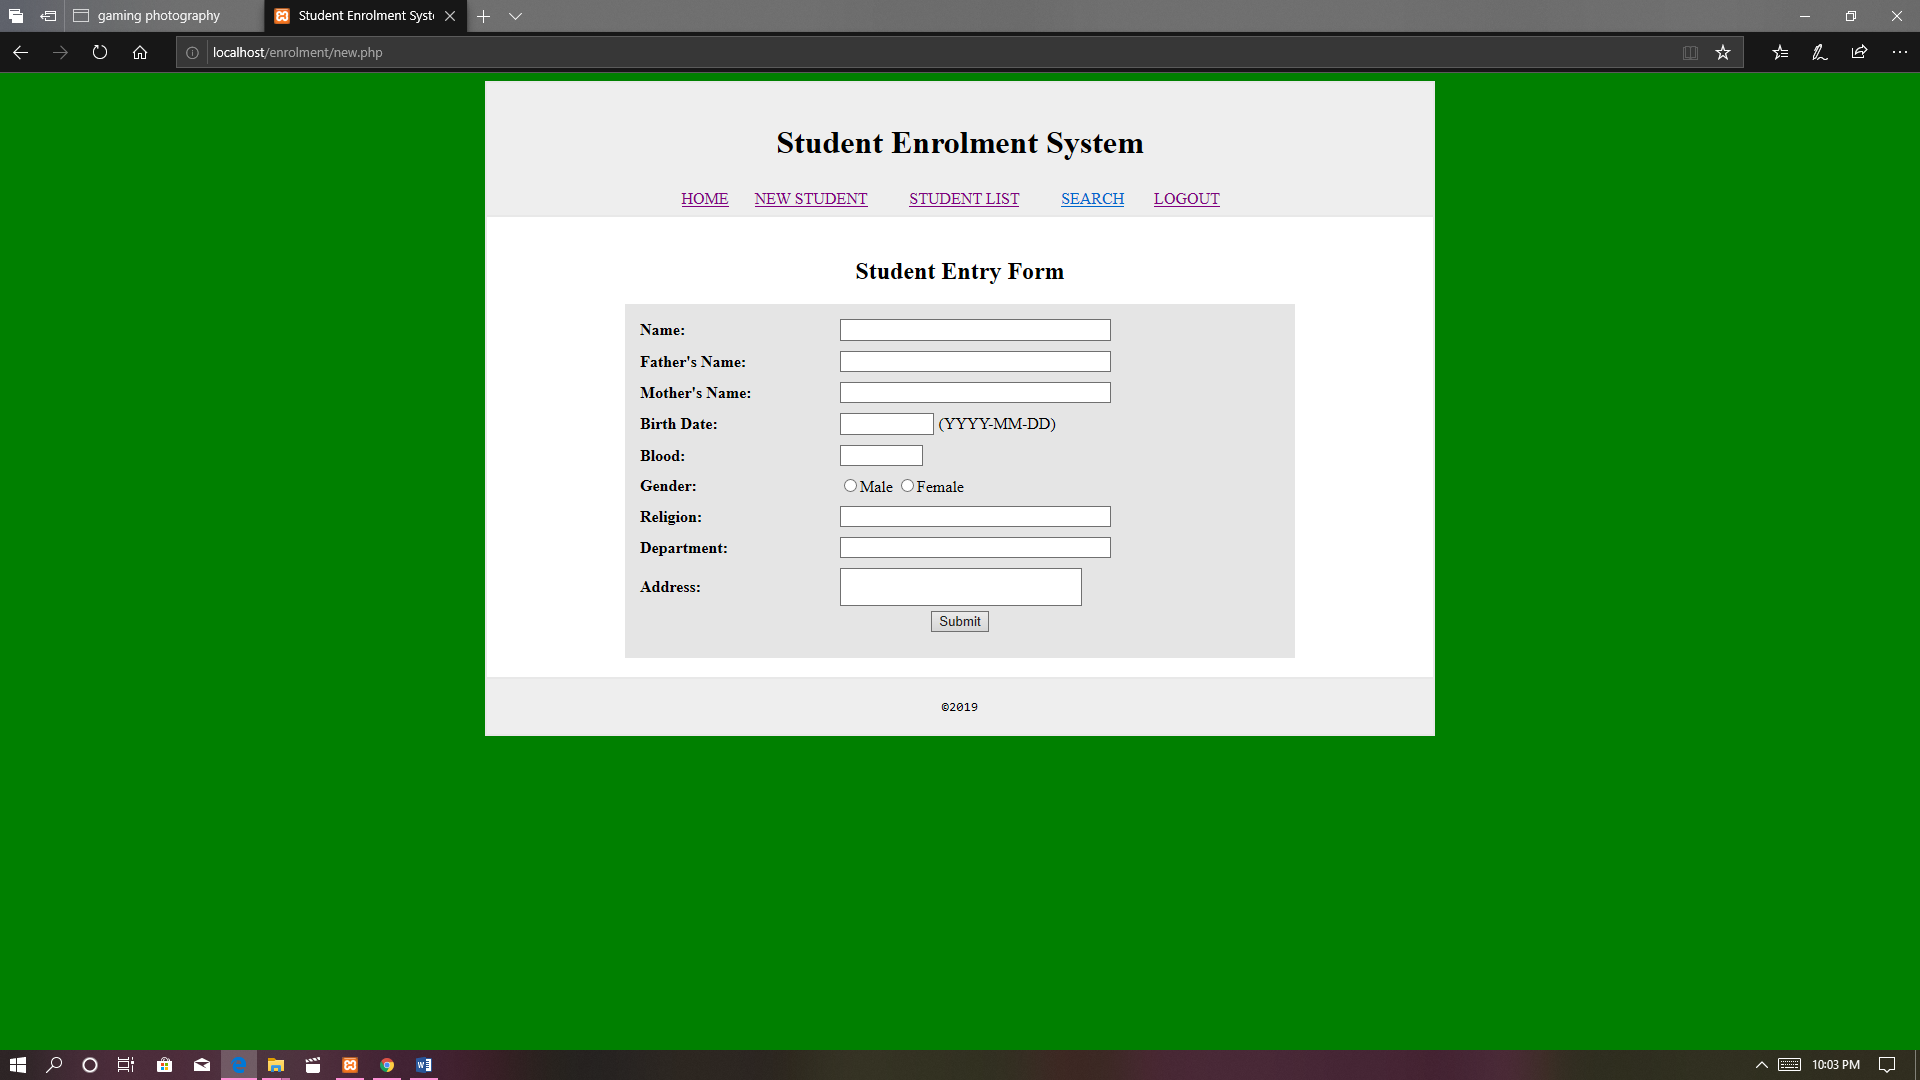 gaming photography
Student Enrolment Syst
localhost/enrolment/new.php
Student Enrolment System
HOME NEW STUDENT STUDENT LIST SEARCH LOGOUT
Student Entry Form
Name:
Father's Name:
Mother's Name:
Birth Date: (YYYY-MM-DD)
Blood:
Gender: Male Female
Religion:
Department:
Address:
Submit
©2019
10:03 PM